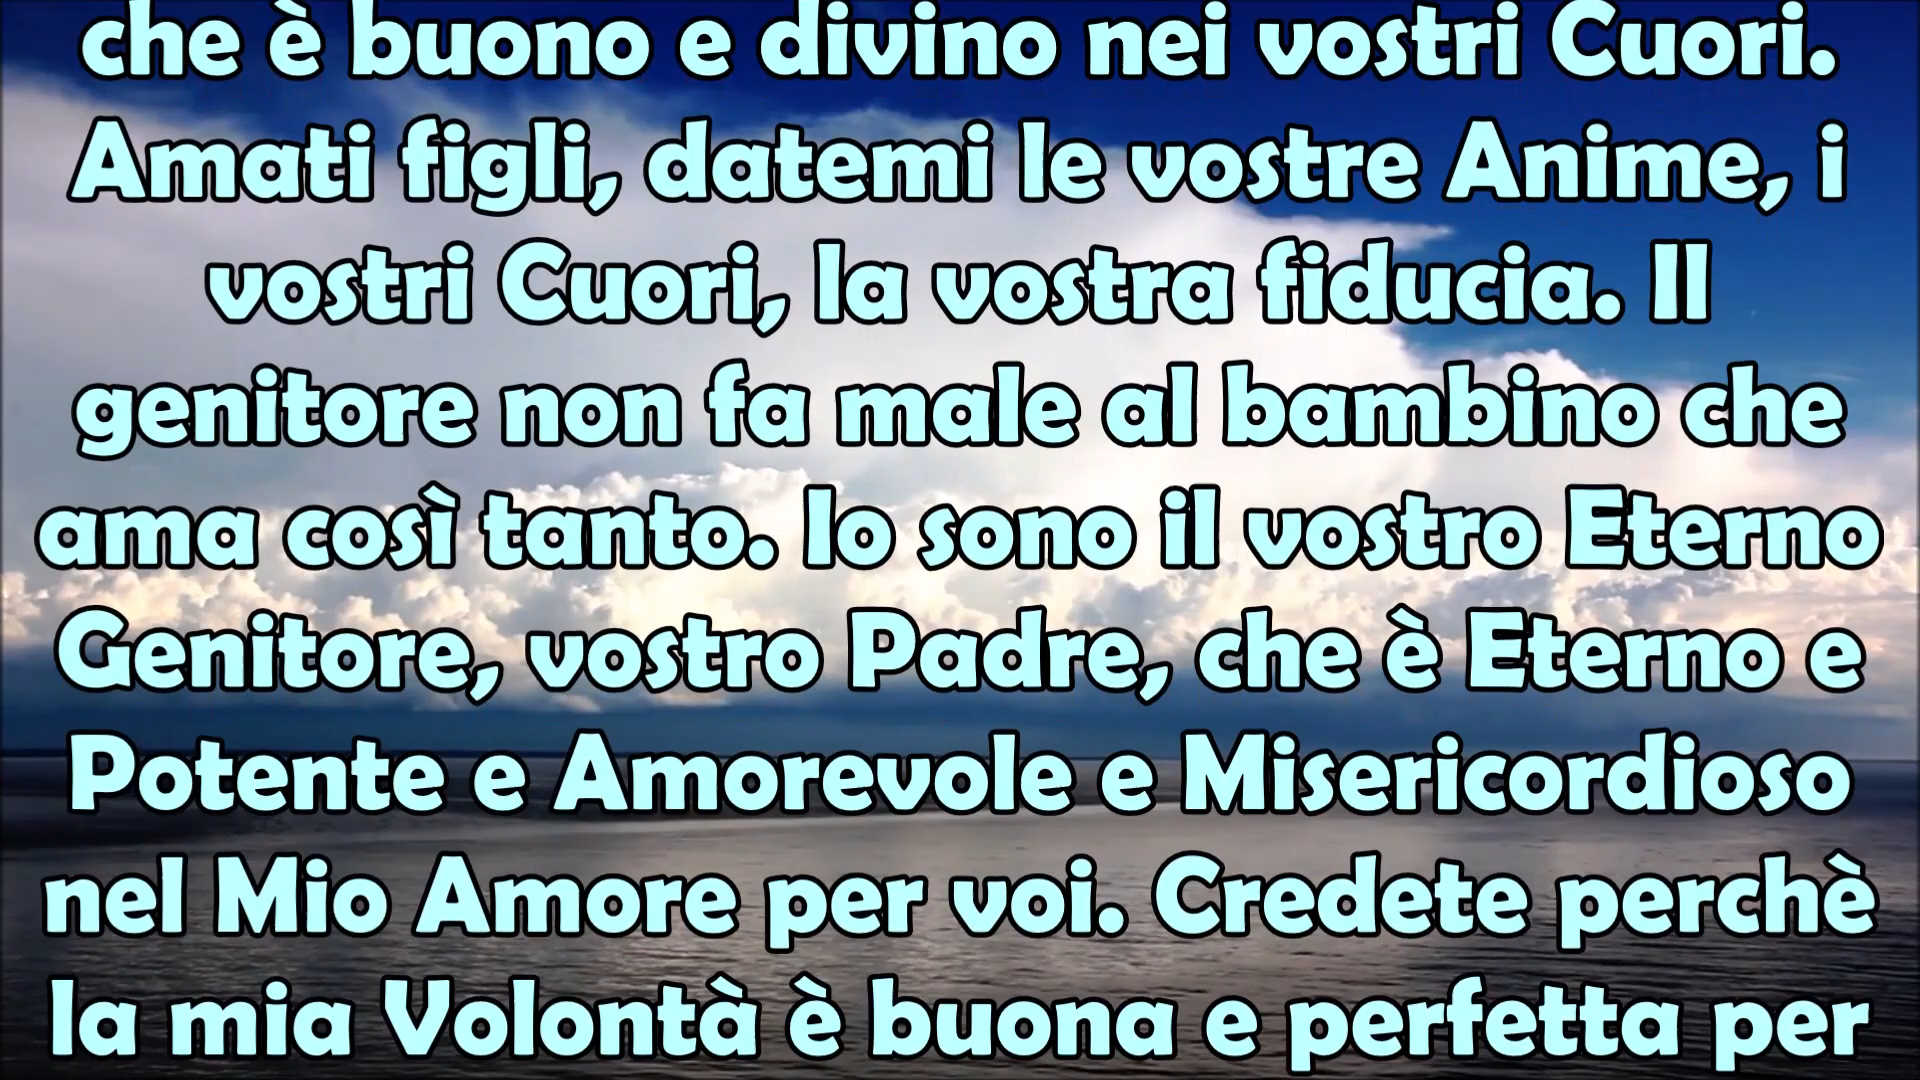 che è buono e divino nei vostri Cuori.
Amati figli, datemi le vostre Anime, i
vostri Cuori, la vostra fiducia. Il
genitore non fa male al bambino che
ama così tanto. Io sono il vostro Eterno
Genitore, vostro Padre, che è Eterno e
Potente e Amorevole e Misericordioso
nel Mio Amore per voi. Credete perchè
la mia Volontà è buona e perfetta per